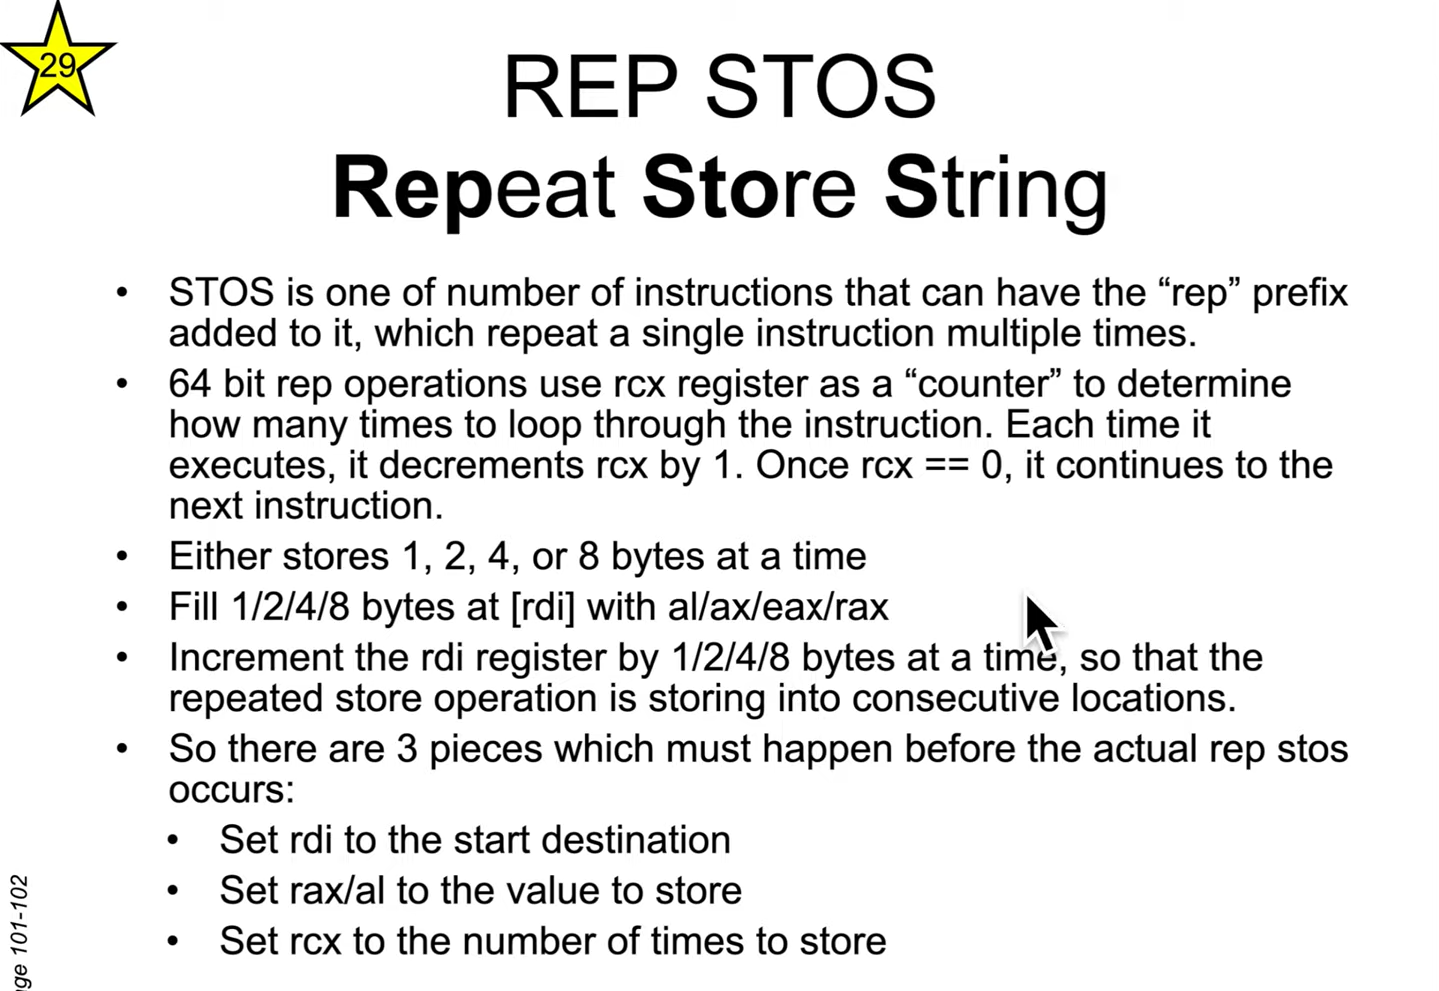 29
REP STOS
Repeat Store String
• STOS is one of number of instructions that can have the “rep” prefix
added to it, which repeat a single instruction multiple times.
• 64 bit rep operations use rcx register as a “counter” to determine
how many times to loop through the instruction. Each time it
executes, it decrements rcx by 1. Once rcx == 0, it continues to the
next instruction.
• Either stores 1, 2, 4, or 8 bytes at a time
• Fill 1/2/4/8 bytes at [rdi] with al/ax/eax/rax
• Increment the rdi register by 1/2/4/8 bytes at a time, so that the
repeated store operation is storing into consecutive locations.
• So there are 3 pieces which must happen before the actual rep stos
occurs:
• Set rdi to the start destination
• Set rax/al to the value to store
• Set rcx to the number of times to store
ge 101-102